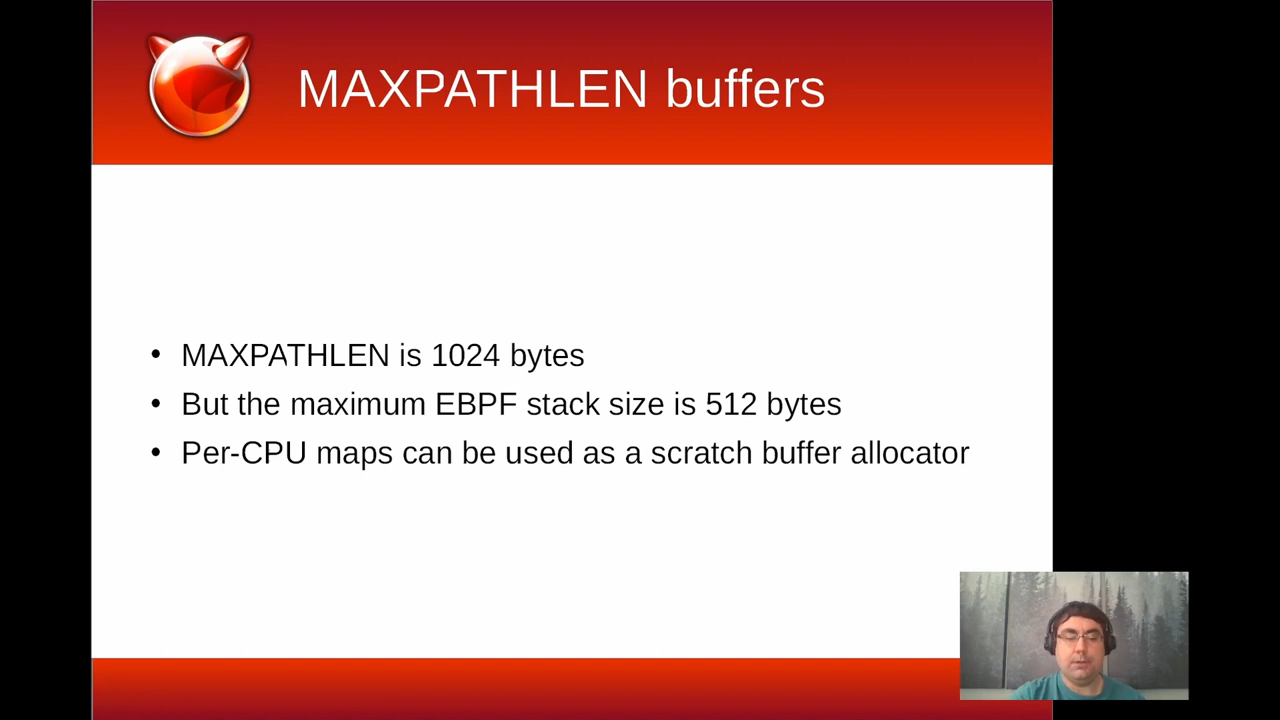 MAXPATHLEN buffers
• MAXPATHLEN is 1024 bytes
• But the maximum EBPF stack size is 512 bytes
• Per-CPU maps can be used as a scratch buffer allocator